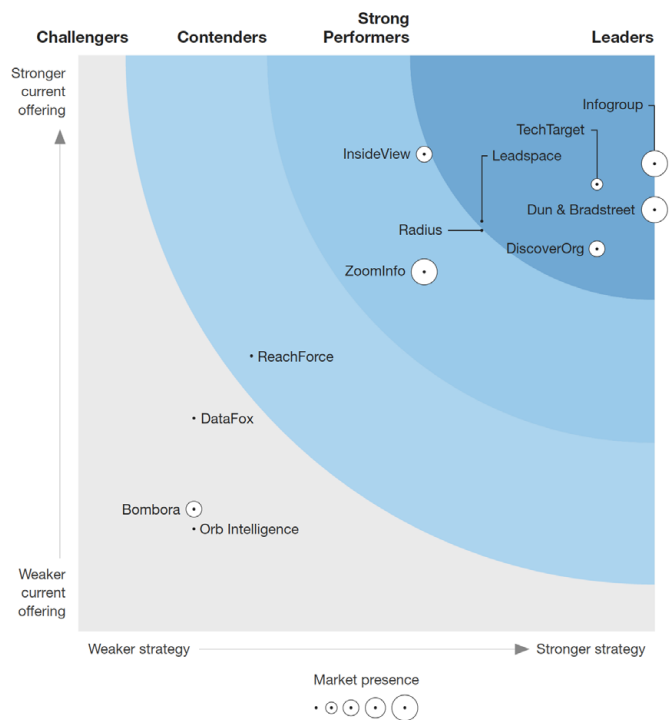 Challengers
Contenders
Strong
Performers
Leaders
Stronger
current
offering
Infogroup
TechTarget
InsideView
Leadspace
Dun & Bradstreet
Radius
DiscoverOrg
ZoomInfo
ReachForce
DataFox
Bombora
Orb Intelligence
Weaker
current
offering
Weaker strategy
Stronger strategy
Market presence